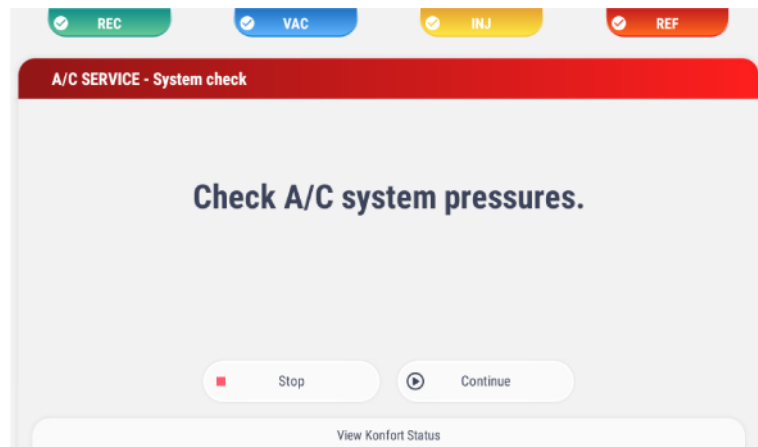 REC VAC INJ REF
A/C SERVICE - System check
Check A/C system pressures.
Stop Continue
View Konfort Status